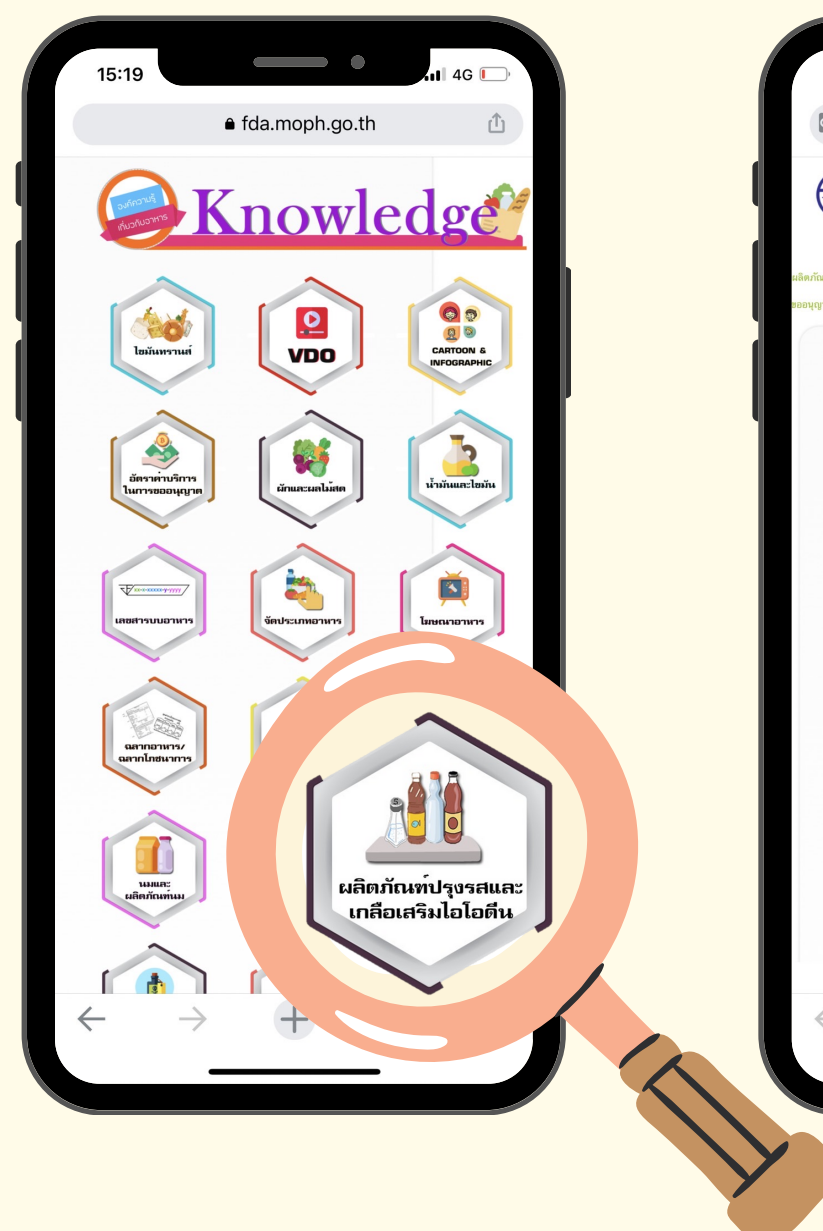 15:19
4G
fda.moph.go.th
องค์ความรู้
เกี่ยวกับอาหาร
Knowledge
ไขมันทรานส์
VDO
CARTOON &
INFOGRAPHIC
อัตราค่าบริการ
ในการขออนุญาต
ผักและผลไม้สด
น้ำมันและไขมัน
xx-x-xxxxx-y-yyyy
เลขสารบบอาหาร
จัดประเภทอาหาร
โฆษณาอาหาร
ฉลากอาหาร/
ฉลากโภชนาการ
ผลิตภัณฑ์ปรุงรสและ
เกลือเสริมไอโอดีน
นมและ
ผลิตภัณฑ์นม